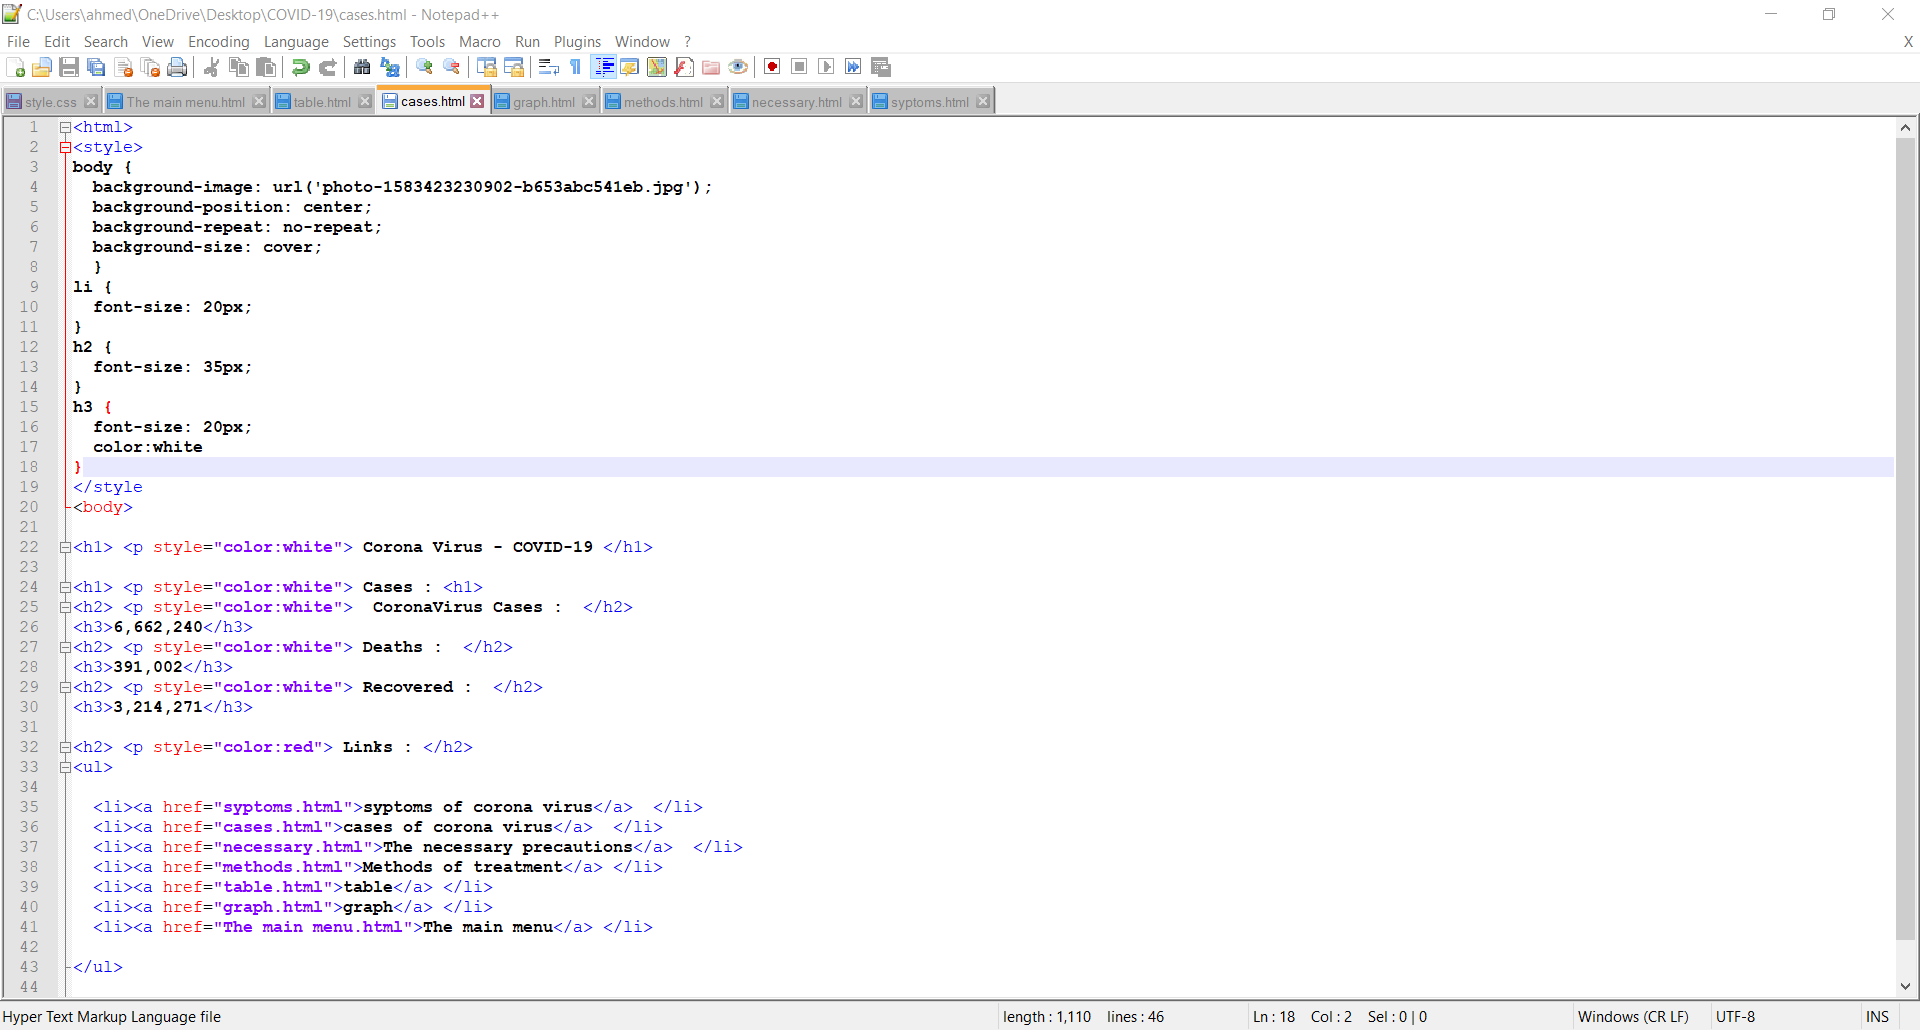 C:\Users\ahmed\OneDrive\Desktop\COVID-19\cases.html - Notepad++
File Edit Search View Encoding Language Settings Tools Macro Run Plugins Window ? X
style.css The main menu.html table.html cases.html graph.html methods.html necessary.html syptoms.html
1 <html>
2 <style>
3 body {
4 background-image: url('photo-1583423230902-b653abc541eb.jpg');
5 background-position: center;
6 background-repeat: no-repeat;
7 background-size: cover;
8 }
9 li {
10 font-size: 20px;
11 }
12 h2 {
13 font-size: 35px;
14 }
15 h3 {
16 font-size: 20px;
17 color:white
18 }
19 </style
20 <body>
21
22 <h1> <p style="color:white"> Corona Virus - COVID-19 </h1>
23
24 <h1> <p style="color:white"> Cases : <h1>
25 <h2> <p style="color:white">  CoronaVirus Cases :  </h2>
26 <h3>6,662,240</h3>
27 <h2> <p style="color:white"> Deaths :  </h2>
28 <h3>391,002</h3>
29 <h2> <p style="color:white"> Recovered :  </h2>
30 <h3>3,214,271</h3>
31
32 <h2> <p style="color:red"> Links : </h2>
33 <ul>
34
35 <li><a href="syptoms.html">syptoms of corona virus</a>  </li>
36 <li><a href="cases.html">cases of corona virus</a>  </li>
37 <li><a href="necessary.html">The necessary precautions</a>  </li>
38 <li><a href="methods.html">Methods of treatment</a> </li>
39 <li><a href="table.html">table</a> </li>
40 <li><a href="graph.html">graph</a> </li>
41 <li><a href="The main menu.html">The main menu</a> </li>
42
43 </ul>
44
Hyper Text Markup Language file length : 1,110 lines : 46 Ln : 18 Col : 2 Sel : 0 | 0 Windows (CR LF) UTF-8 INS